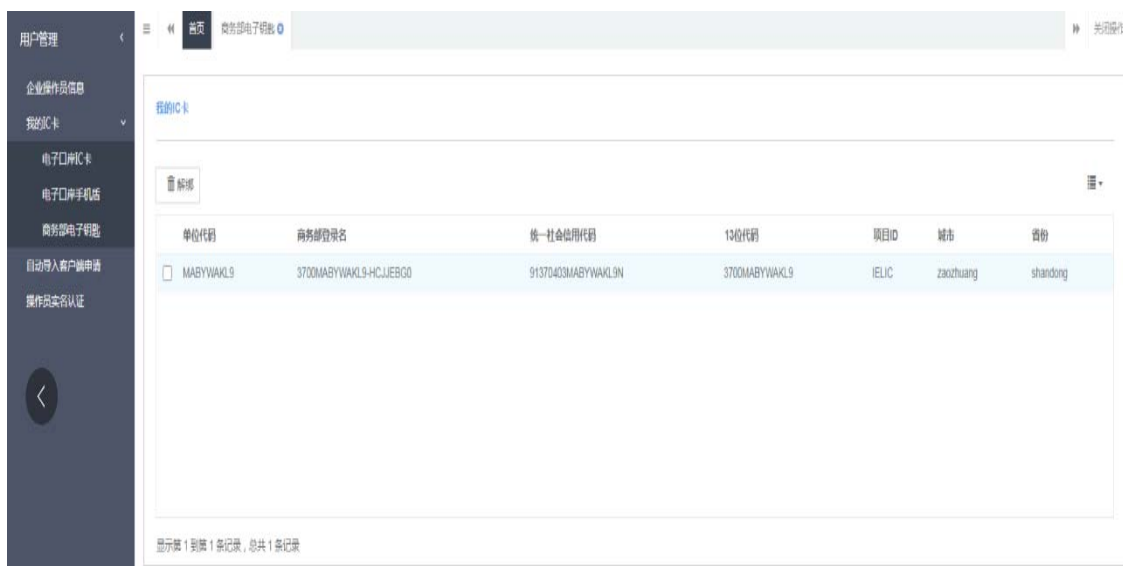 用户管理
首页 商务部电子钥匙
关闭操作
企业操作员信息
我的IC卡
电子口岸IC卡
电子口岸手机盾
商务部电子钥匙
自动导入客户端申请
操作员实名认证
我的IC卡
解绑
单位代码 商务部登录名 统一社会信用代码 13位代码 项目ID 城市 省份
MABYWAKL9 3700MABYWAKL9-HCJJEBG0 91370403MABYWAKL9N 3700MABYWAKL9 IELIC zaozhuang shandong
显示第 1 到第 1 条记录，总共 1 条记录